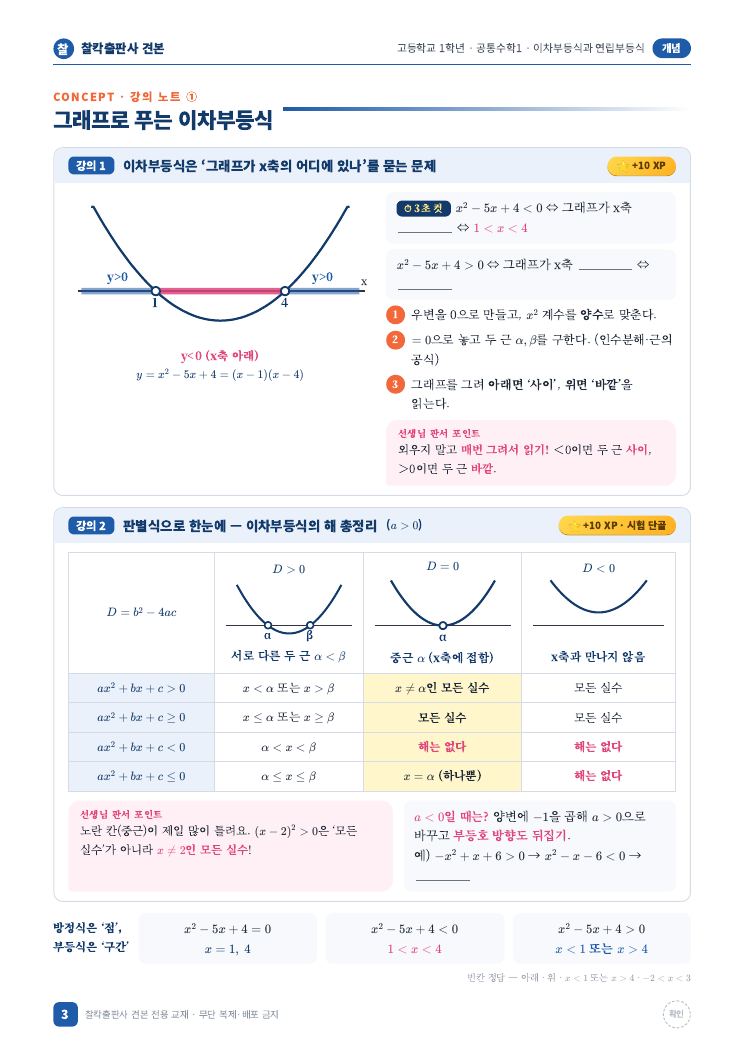 찰 찰칵출판사 견본
고등학교 1학년 · 공통수학1 · 이차부등식과 연립부등식 개념
CONCEPT · 강의 노트 ①
그래프로 푸는 이차부등식
강의 1 이차부등식은 ‘그래프가 x축의 어디에 있나’를 묻는 문제 +10 XP
y>0 y>0 x
1 4
y<0 (x축 아래)
y = x² − 5x + 4 = (x − 1)(x − 4)
⏱3초 컷 x² − 5x + 4 < 0 ⇔ 그래프가 x축
________ ⇔ 1 < x < 4
x² − 5x + 4 > 0 ⇔ 그래프가 x축 ________ ⇔
________
1 우변을 0으로 만들고, x² 계수를 양수로 맞춘다.
2 = 0으로 놓고 두 근 α, β를 구한다. (인수분해·근의
공식)
3 그래프를 그려 아래면 ‘사이’, 위면 ‘바깥’을
읽는다.
선생님 판서 포인트
외우지 말고 매번 그려서 읽기! <0이면 두 근 사이,
>0이면 두 근 바깥.
강의 2 판별식으로 한눈에 — 이차부등식의 해 총정리 (a > 0) +10 XP · 시험 단골
D = b² − 4ac
D > 0
α β
서로 다른 두 근 α < β
D = 0
α
중근 α (x축에 접함)
D < 0
x축과 만나지 않음
ax² + bx + c > 0 x < α 또는 x > β x ≠ α인 모든 실수 모든 실수
ax² + bx + c ≥ 0 x ≤ α 또는 x ≥ β 모든 실수 모든 실수
ax² + bx + c < 0 α < x < β 해는 없다 해는 없다
ax² + bx + c ≤ 0 α ≤ x ≤ β x = α (하나뿐) 해는 없다
선생님 판서 포인트
노란 칸(중근)이 제일 많이 틀려요. (x − 2)² > 0은 ‘모든
실수’가 아니라 x ≠ 2인 모든 실수!
a < 0일 때는? 양변에 −1을 곱해 a > 0으로
바꾸고 부등호 방향도 뒤집기.
예) −x² + x + 6 > 0 → x² − x − 6 < 0 →
________
방정식은 ‘점’,
부등식은 ‘구간’
x² − 5x + 4 = 0
x = 1, 4
x² − 5x + 4 < 0
1 < x < 4
x² − 5x + 4 > 0
x < 1 또는 x > 4
빈칸 정답 — 아래 · 위 · x < 1 또는 x > 4 · −2 < x < 3
3 찰칵출판사 견본 전용 교재 · 무단 복제·배포 금지
확인